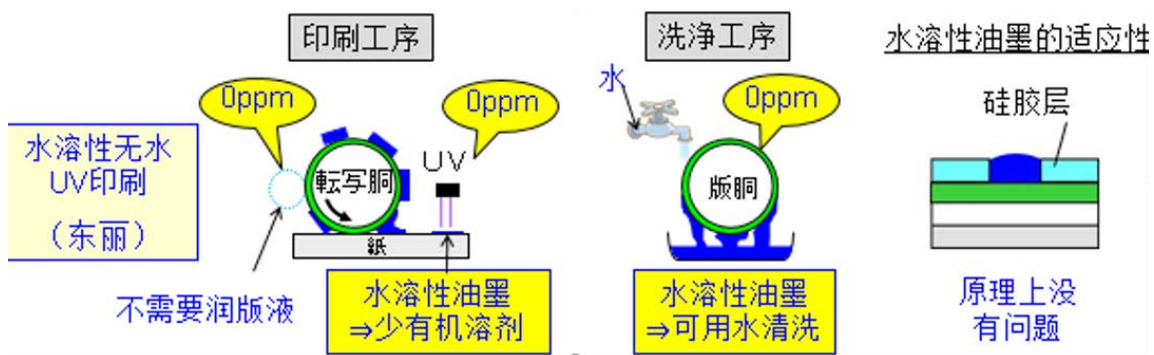 印刷工序
洗浄工序
水溶性油墨的适应性
0ppm
0ppm
水
0ppm
硅胶层
水溶性无水
UV印刷
（东丽）
転写胴
UV
版胴
紙
不需要润版液
水溶性油墨
⇒少有机溶剂
水溶性油墨
⇒可用水清洗
原理上没
有问题